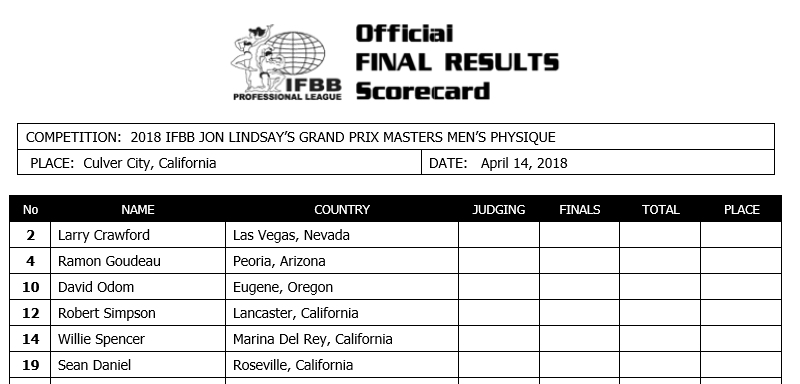 Official
FINAL RESULTS
Scorecard
IFBB
PROFESSIONAL LEAGUE
COMPETITION: 2018 IFBB JON LINDSAY'S GRAND PRIX MASTERS MEN'S PHYSIQUE
PLACE: Culver City, California DATE: April 14, 2018
No NAME COUNTRY JUDGING FINALS TOTAL PLACE
2 Larry Crawford Las Vegas, Nevada
4 Ramon Goudeau Peoria, Arizona
10 David Odom Eugene, Oregon
12 Robert Simpson Lancaster, California
14 Willie Spencer Marina Del Rey, California
19 Sean Daniel Roseville, California